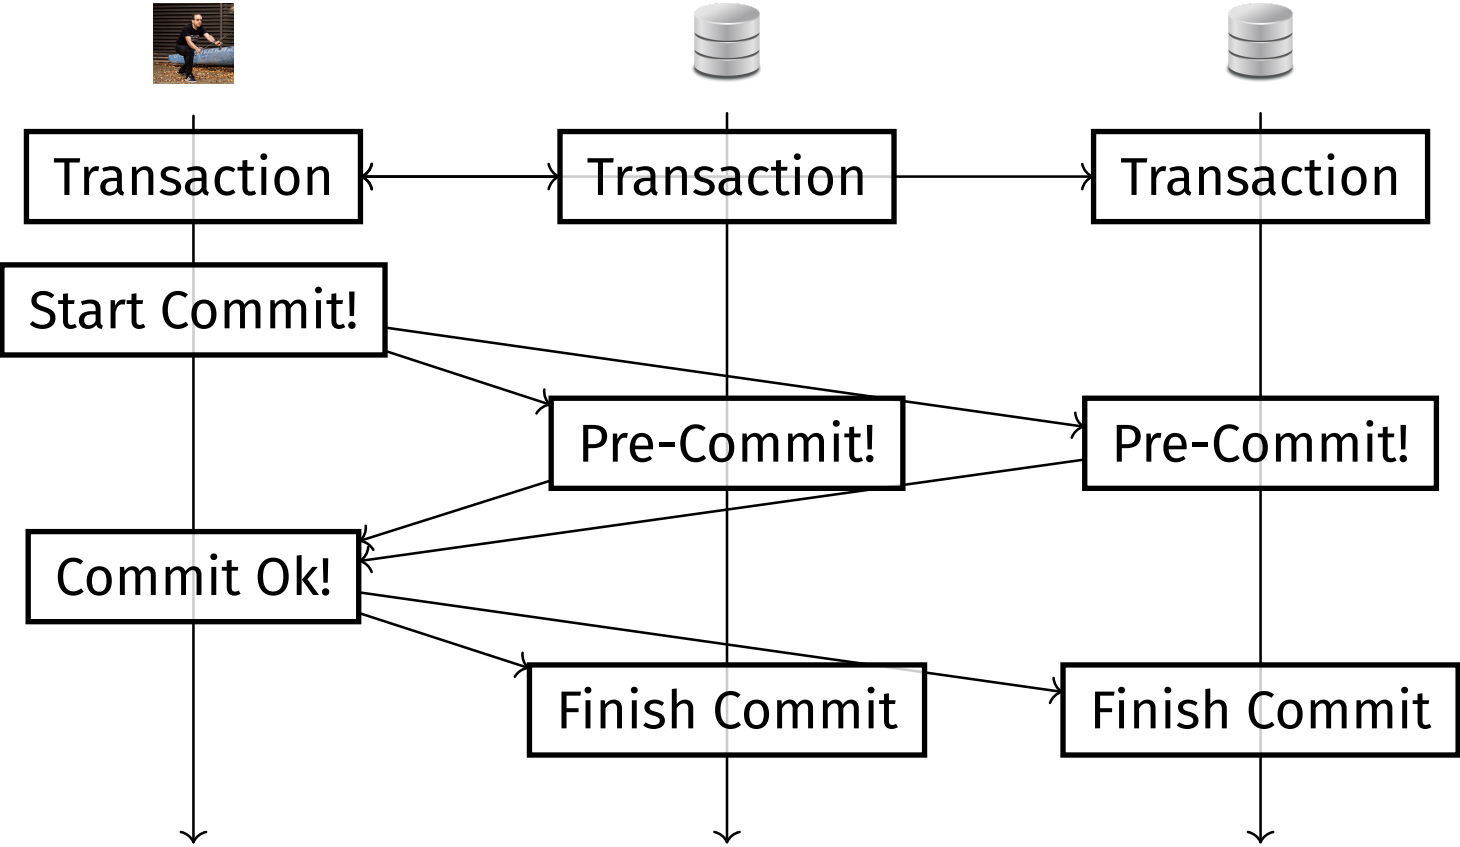 Transaction
Transaction
Transaction
Start Commit!
Pre-Commit!
Pre-Commit!
Commit Ok!
Finish Commit
Finish Commit